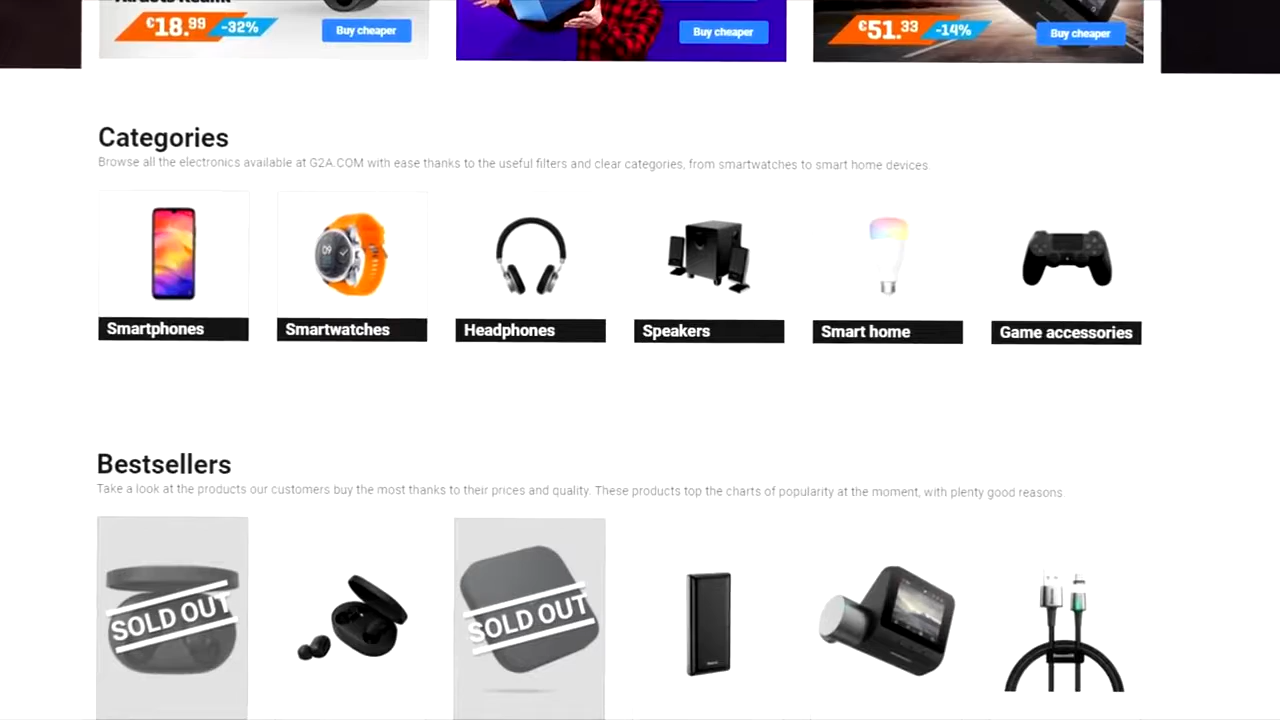 €18.99 -32% Buy cheaper
Buy cheaper
€51.33 -14% Buy cheaper
Categories
Browse all the electronics available at G2A.COM with ease thanks to the useful filters and clear categories, from smartwatches to smart home devices.
Smartphones
Smartwatches
Headphones
Speakers
Smart home
Game accessories
Bestsellers
Take a look at the products our customers buy the most thanks to their prices and quality. These products top the charts of popularity at the moment, with plenty good reasons.
SOLD OUT
SOLD OUT